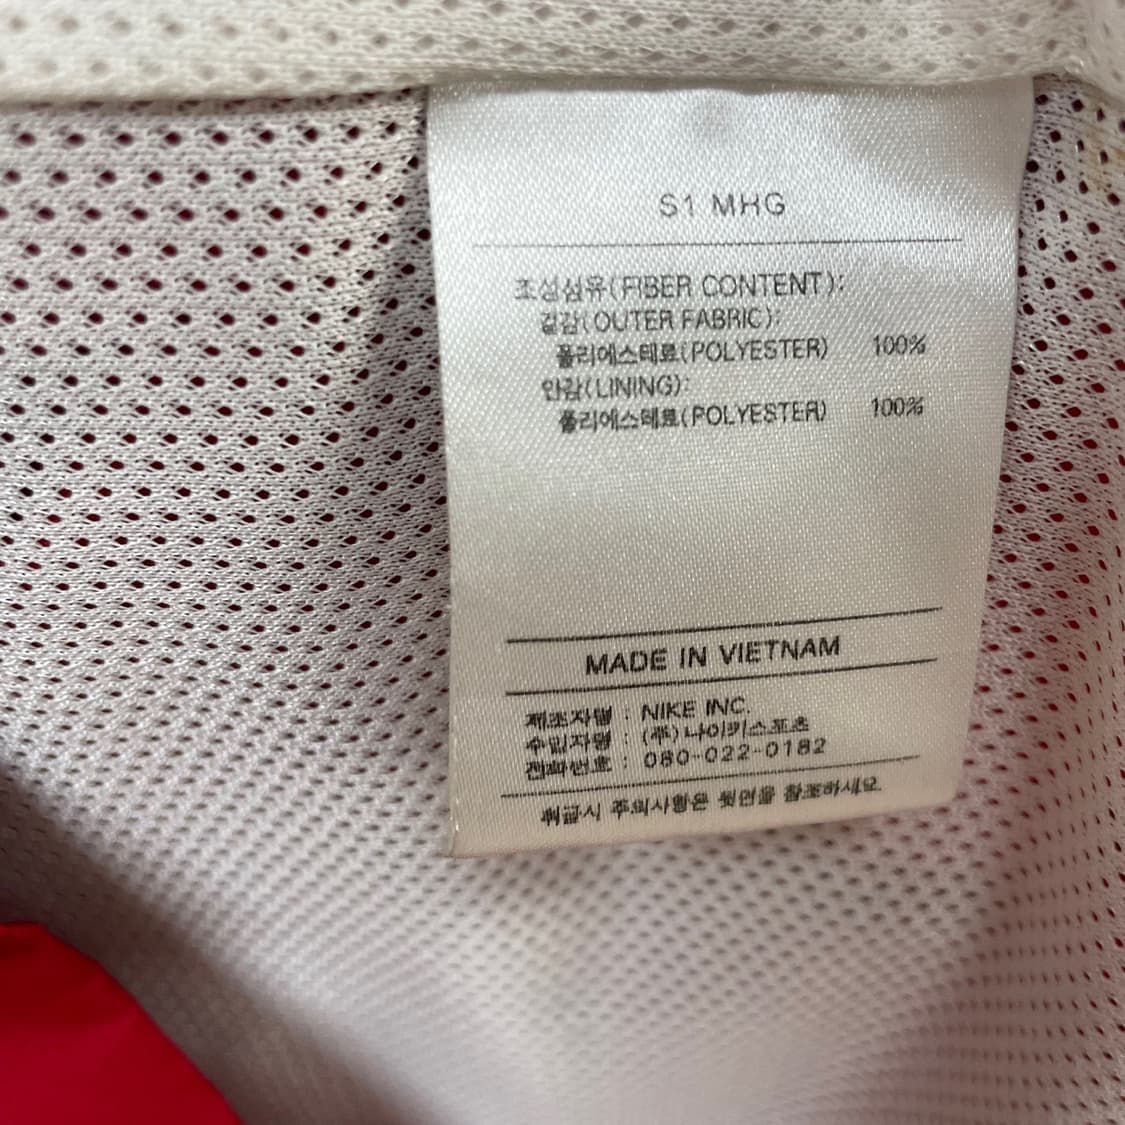 S1 MHG
조성섬유(FIBER CONTENT):
겉감(OUTER FABRIC):
폴리에스테르(POLYESTER) 100%
안감(LINING):
폴리에스테르(POLYESTER) 100%
MADE IN VIETNAM
제조자명 : NIKE INC.
수입자명 : (주)나이키스포츠
전화번호 : 080-022-0182
취급시 주의사항은 뒷면을 참조하세요.